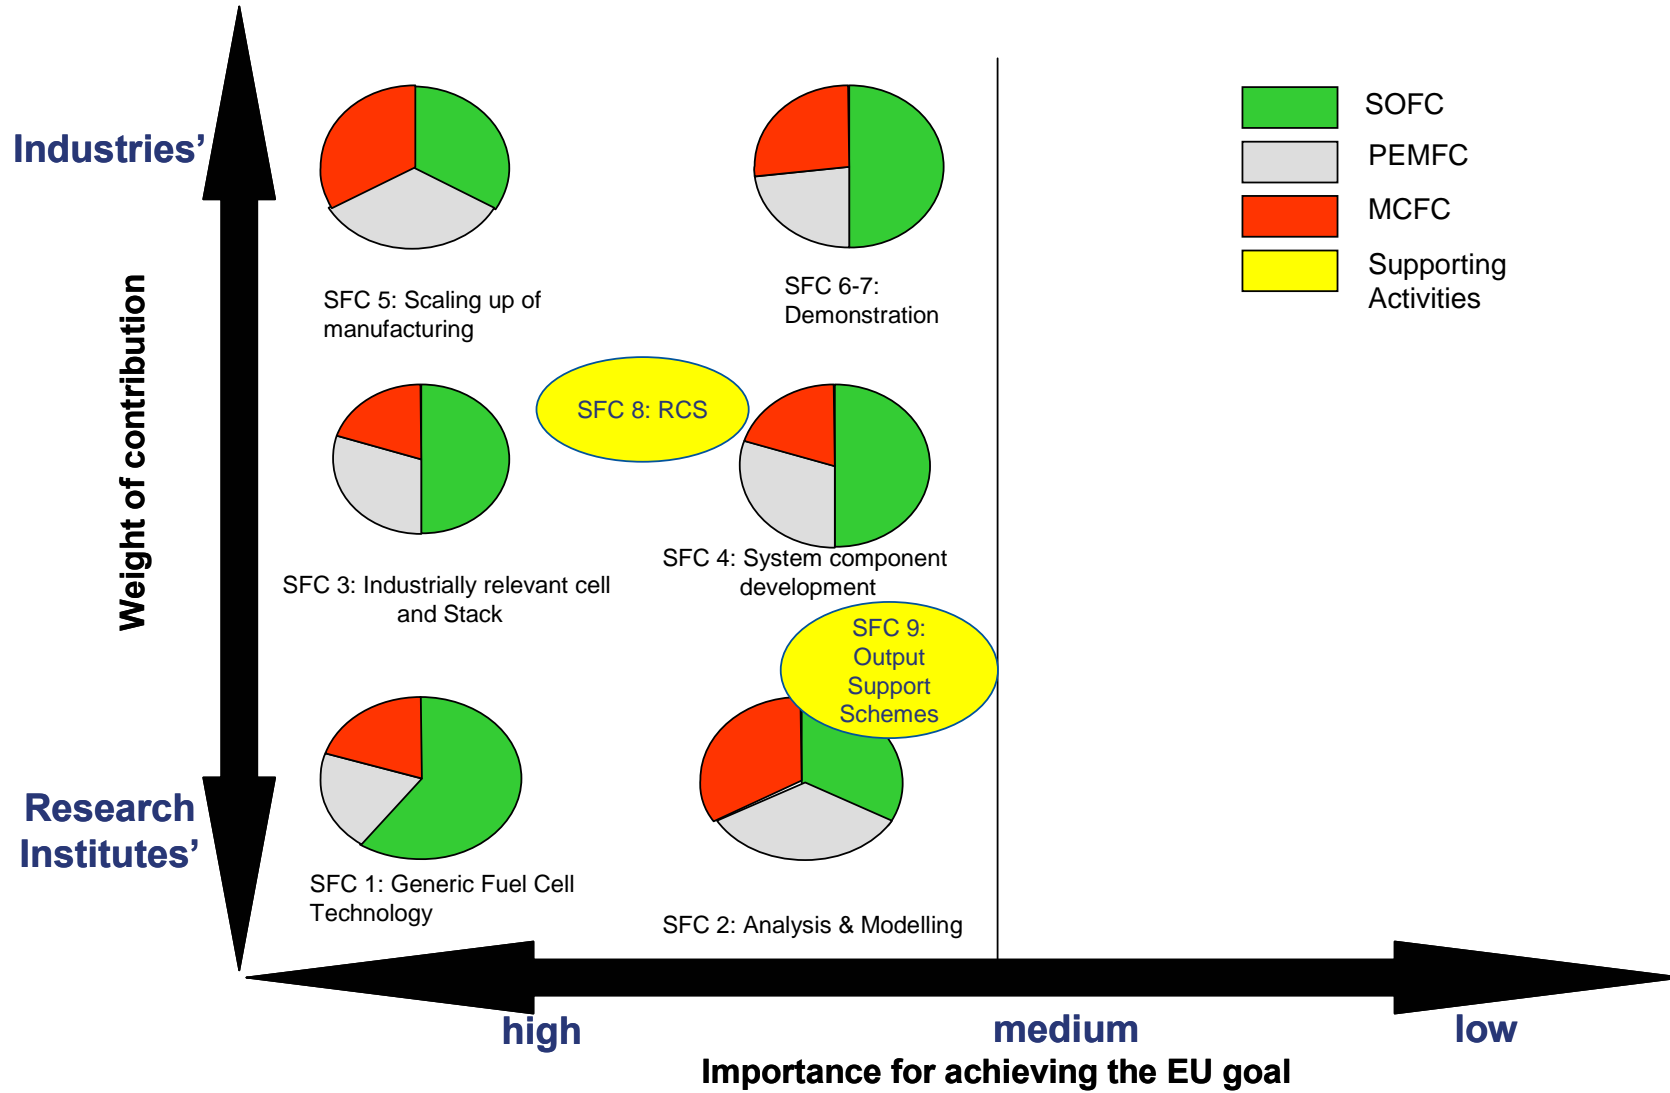 Industries’
SOFC
PEMFC
MCFC
Supporting
Activities
SFC 5: Scaling up of
manufacturing
SFC 6-7:
Demonstration
Weight of contribution
SFC 8: RCS
SFC 3: Industrially relevant cell
and Stack
SFC 4: System component
development
SFC 9:
Output
Support
Schemes
Research
Institutes’
SFC 1: Generic Fuel Cell
Technology
SFC 2: Analysis & Modelling
high
medium
low
Importance for achieving the EU goal